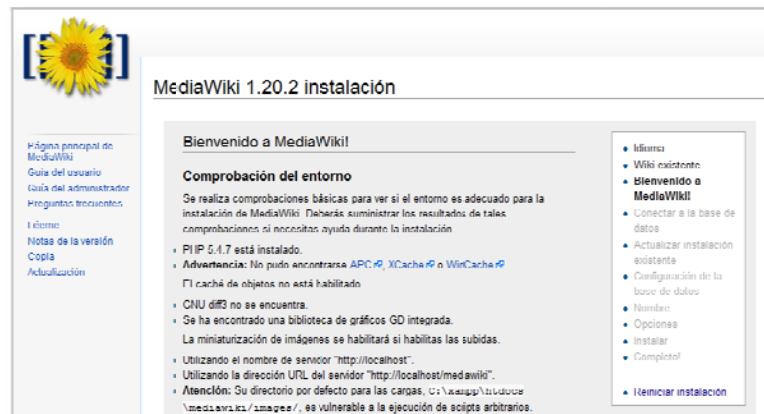 MediaWiki 1.20.2 instalación
Página principal de
MediaWiki
Guía del usuario
Guía del administrador
Preguntas frecuentes
Léeme
Notas de la versión
Copia
Actualización
Bienvenido a MediaWiki!
Comprobación del entorno
Se realiza comprobaciones básicas para ver si el entorno es adecuado para la
instalación de MediaWiki. Deberás suministrar los resultados de tales
comprobaciones si necesitas ayuda durante la instalación
PHP 5.4.7 está instalado.
Advertencia: No pudo encontrarse APC, XCache o WinCache
El caché de objetos no está habilitado
GNU diff3 no se encuentra.
Se ha encontrado una biblioteca de gráficos GD integrada.
La miniaturización de imágenes se habilitará si habilitas las subidas.
Utilizando el nombre de servidor "http://localhost".
Utilizando la dirección URL del servidor "http://localhost/mediawiki".
Atención: Su directorio por defecto para las cargas, C:\xampp\htdocs
\mediawiki/images/, es vulnerable a la ejecución de scripts arbitrarios.
Idioma
Wiki existente
Bienvenido a
MediaWiki!
Conectar a la base de
datos
Actualizar instalación
existente
Configuración de la
base de datos
Nombre
Opciones
Instalar
Completo!
Reiniciar instalación